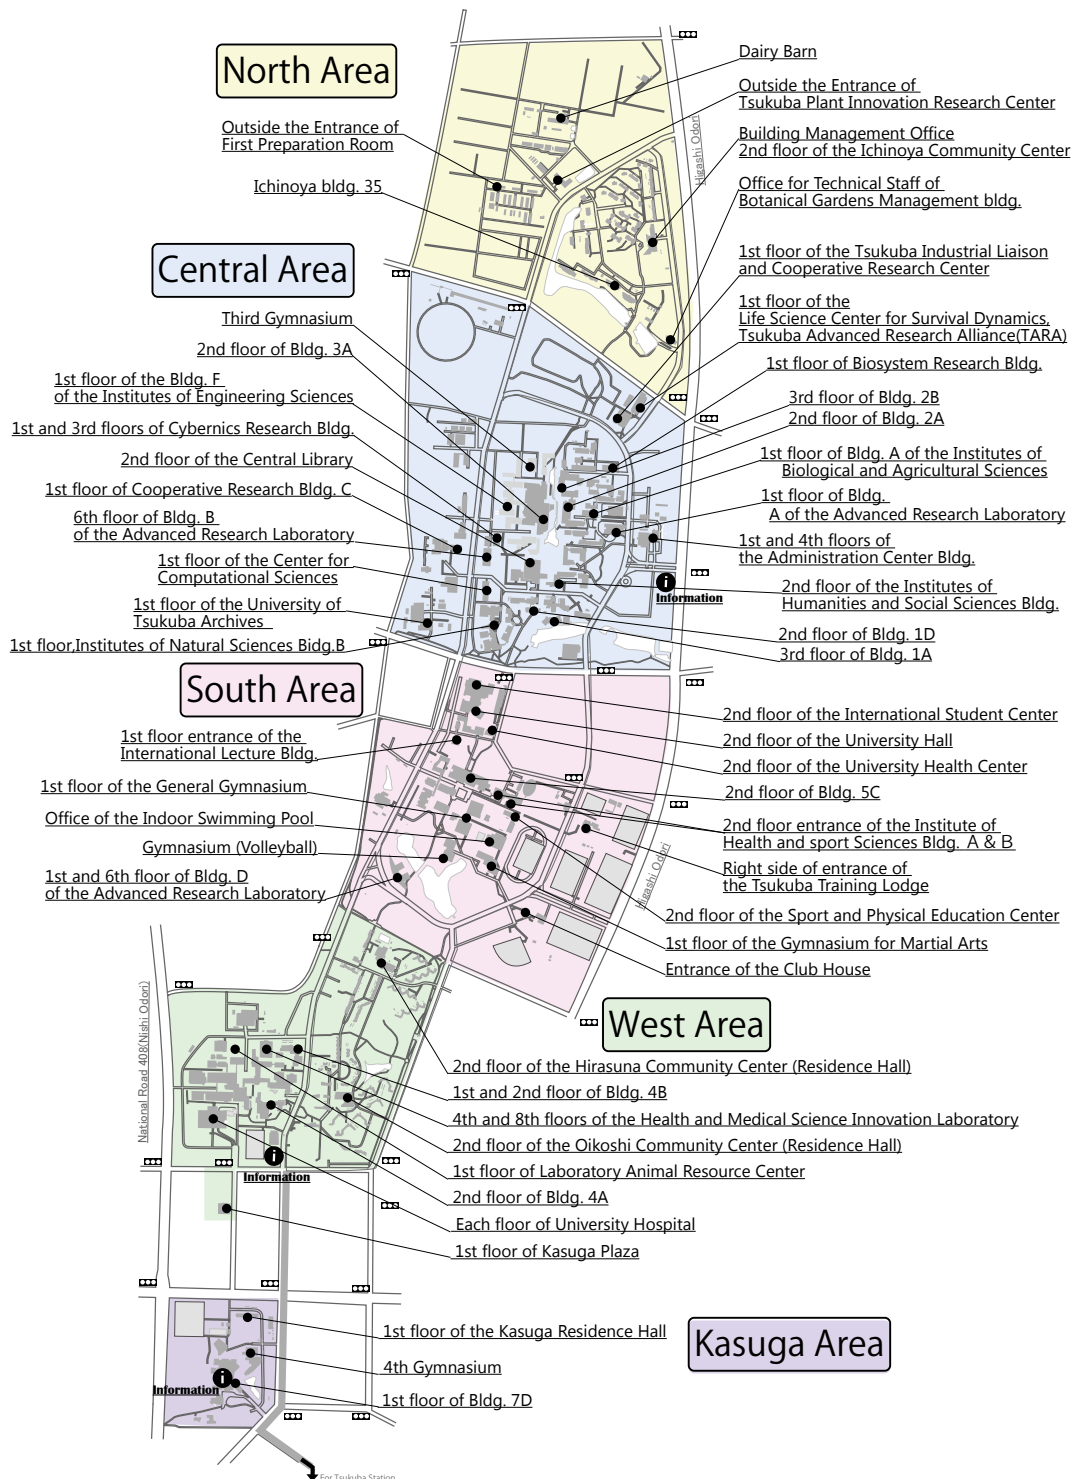 North Area
Dairy Barn
Outside the Entrance of
Tsukuba Plant Innovation Research Center
Outside the Entrance of
First Preparation Room
Building Management Office
2nd floor of the Ichinoya Community Center
Higashi Odori
Ichinoya bldg. 35
Office for Technical Staff of
Botanical Gardens Management bldg.
Central Area
1st floor of the Tsukuba Industrial Liaison
and Cooperative Research Center
1st floor of the
Life Science Center for Survival Dynamics,
Tsukuba Advanced Research Alliance(TARA)
Third Gymnasium
2nd floor of Bldg. 3A
1st floor of Biosystem Research Bldg.
1st floor of the Bldg. F
of the Institutes of Engineering Sciences
3rd floor of Bldg. 2B
2nd floor of Bldg. 2A
1st and 3rd floors of Cybernics Research Bldg.
2nd floor of the Central Library
1st floor of Bldg. A of the Institutes of
Biological and Agricultural Sciences
1st floor of Cooperative Research Bldg. C
1st floor of Bldg.
A of the Advanced Research Laboratory
6th floor of Bldg. B
of the Advanced Research Laboratory
1st and 4th floors of
the Administration Center Bldg.
1st floor of the Center for
Computational Sciences
i
Information
2nd floor of the Institutes of
Humanities and Social Sciences Bldg.
1st floor of the University of
Tsukuba Archives
2nd floor of Bldg. 1D
1st floor,Institutes of Natural Sciences Bidg.B
3rd floor of Bldg. 1A
South Area
2nd floor of the International Student Center
1st floor entrance of the
International Lecture Bldg.
2nd floor of the University Hall
2nd floor of the University Health Center
1st floor of the General Gymnasium
2nd floor of Bldg. 5C
Office of the Indoor Swimming Pool
2nd floor entrance of the Institute of
Health and sport Sciences Bldg. A & B
Gymnasium (Volleyball)
Right side of entrance of
the Tsukuba Training Lodge
1st and 6th floor of Bldg. D
of the Advanced Research Laboratory
Higashi Odori
2nd floor of the Sport and Physical Education Center
1st floor of the Gymnasium for Martial Arts
Entrance of the Club House
West Area
National Road 408(Nishi Odori)
2nd floor of the Hirasuna Community Center (Residence Hall)
1st and 2nd floor of Bldg. 4B
4th and 8th floors of the Health and Medical Science Innovation Laboratory
2nd floor of the Oikoshi Community Center (Residence Hall)
i
Information
1st floor of Laboratory Animal Resource Center
2nd floor of Bldg. 4A
Each floor of University Hospital
1st floor of Kasuga Plaza
1st floor of the Kasuga Residence Hall
Kasuga Area
4th Gymnasium
i
Information
1st floor of Bldg. 7D
For Tsukuba Station